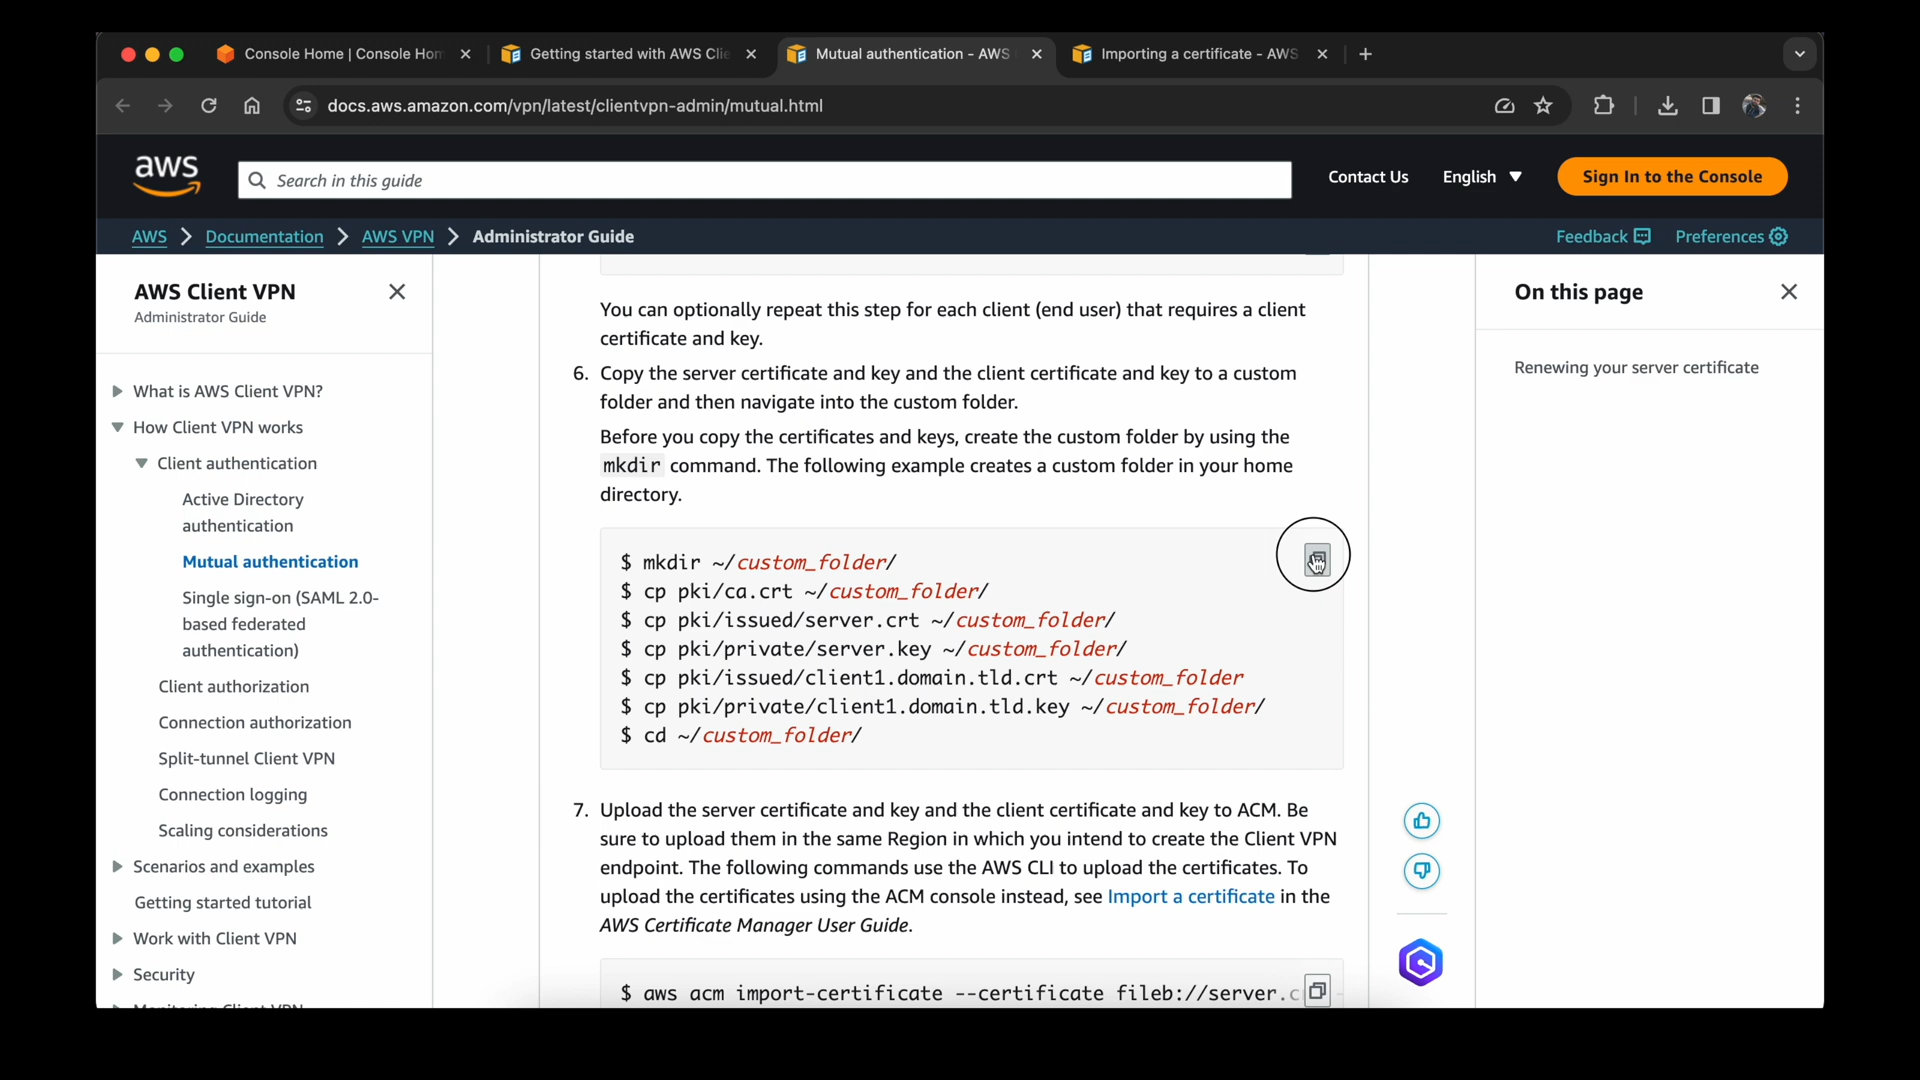 Console Home | Console Hom
Getting started with AWS Clie
Mutual authentication - AWS
Importing a certificate - AWS
docs.aws.amazon.com/vpn/latest/clientvpn-admin/mutual.html
aws
Search in this guide
Contact Us
English
Sign In to the Console
AWS
Documentation
AWS VPN
Administrator Guide
Feedback
Preferences
AWS Client VPN
Administrator Guide
What is AWS Client VPN?
How Client VPN works
Client authentication
Active Directory
authentication
Mutual authentication
Single sign-on (SAML 2.0-
based federated
authentication)
Client authorization
Connection authorization
Split-tunnel Client VPN
Connection logging
Scaling considerations
Scenarios and examples
Getting started tutorial
Work with Client VPN
Security
Monitoring Client VPN
You can optionally repeat this step for each client (end user) that requires a client
certificate and key.
6. Copy the server certificate and key and the client certificate and key to a custom
folder and then navigate into the custom folder.
Before you copy the certificates and keys, create the custom folder by using the
mkdir command. The following example creates a custom folder in your home
directory.
$ mkdir ~/custom_folder/
$ cp pki/ca.crt ~/custom_folder/
$ cp pki/issued/server.crt ~/custom_folder/
$ cp pki/private/server.key ~/custom_folder/
$ cp pki/issued/client1.domain.tld.crt ~/custom_folder
$ cp pki/private/client1.domain.tld.key ~/custom_folder/
$ cd ~/custom_folder/
7. Upload the server certificate and key and the client certificate and key to ACM. Be
sure to upload them in the same Region in which you intend to create the Client VPN
endpoint. The following commands use the AWS CLI to upload the certificates. To
upload the certificates using the ACM console instead, see Import a certificate in the
AWS Certificate Manager User Guide.
$ aws acm import-certificate --certificate fileb://server.c
On this page
Renewing your server certificate